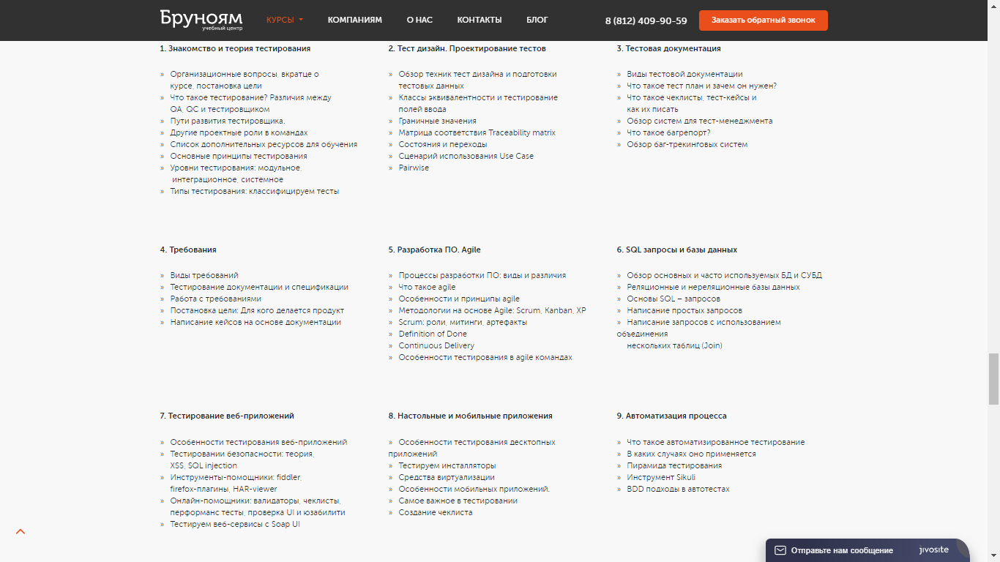 Бруноям
учебный центр
КУРСЫ
КОМПАНИЯМ
О НАС
КОНТАКТЫ
БЛОГ
8 (812) 409-90-59
Заказать обратный звонок
1. Знакомство и теория тестирования
» Организационные вопросы, вкратце о
курсе, постановка цели
» Что такое тестирование? Различия между
QA, QC и тестировщиком
» Пути развития тестировщика.
» Другие проектные роли в командах
» Список дополнительных ресурсов для обучения
» Основные принципы тестирования
» Уровни тестирования: модульное,
интеграционное, системное
» Типы тестирования: классифицируем тесты
2. Тест дизайн. Проектирование тестов
» Обзор техник тест дизайна и подготовки
тестовых данных
» Классы эквивалентности и тестирование
полей ввода
» Граничные значения
» Матрица соответствия Traceability matrix
» Состояния и переходы
» Сценарий использования Use Case
» Pairwise
3. Тестовая документация
» Виды тестовой документации
» Что такое тест план и зачем он нужен?
» Что такое чеклисты, тест-кейсы и
как их писать
» Обзор систем для тест-менеджмента
» Что такое багрепорт?
» Обзор баг-трекинговых систем
4. Требования
» Виды требований
» Тестирование документации и спецификации
» Работа с требованиями
» Постановка цели: Для кого делается продукт
» Написание кейсов на основе документации
5. Разработка ПО. Agile
» Процессы разработки ПО: виды и различия
» Что такое agile
» Особенности и принципы agile
» Методологии на основе Agile: Scrum, Kanban, XP
» Scrum: роли, митинги, артефакты
» Definition of Done
» Continuous Delivery
» Особенности тестирования в agile командах
6. SQL запросы и базы данных
» Обзор основных и часто используемых БД и СУБД
» Реляционные и нереляционные базы данных
» Основы SQL – запросов
» Написание простых запросов
» Написание запросов с использованием
объединения
нескольких таблиц (Join)
7. Тестирование веб-приложений
» Особенности тестирования веб-приложений
» Тестировании безопасности: теория,
XSS, SQL injection
» Инструменты-помощники: fiddler,
firefox-плагины, HAR-viewer
» Онлайн-помощники: валидаторы, чеклисты,
перформанс тесты, проверка UI и юзабилити
» Тестируем веб-сервисы с Soap UI
8. Настольные и мобильные приложения
» Особенности тестирования десктопных
приложений
» Тестируем инсталляторы
» Средства виртуализации
» Особенности мобильных приложений.
» Самое важное в тестировании
» Создание чеклиста
9. Автоматизация процесса
» Что такое автоматизированное тестирование
» В каких случаях оно применяется
» Пирамида тестирования
» Инструмент Sikuli
» BDD подходы в автотестах
Отправьте нам сообщение
jivosite